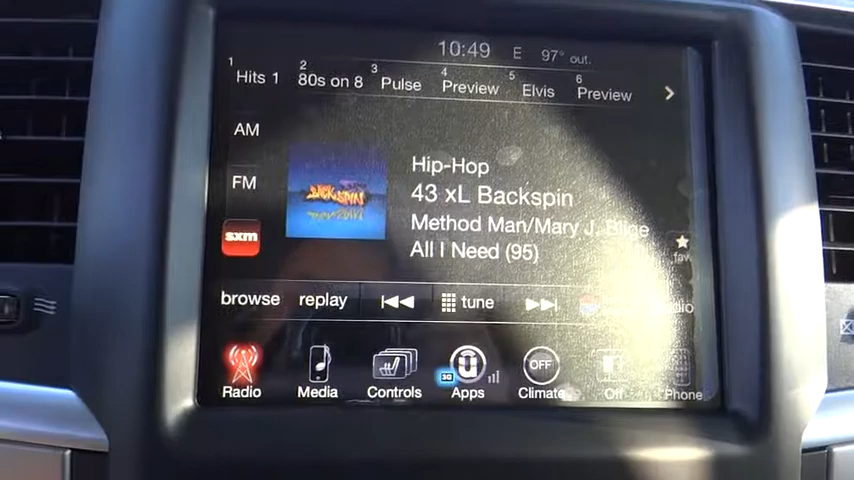 10:49 E 97° out.
1 Hits 1 2 80s on 8 3 Pulse 4 Preview 5 Elvis 6 Preview >
AM
FM
sxm
BACKSPIN
Hip-Hop
43 xL Backspin
Method Man/Mary J. Blige
All I Need (95)
fav
browse replay tune
Radio Media Controls 3G Apps OFF Climate Off Phone